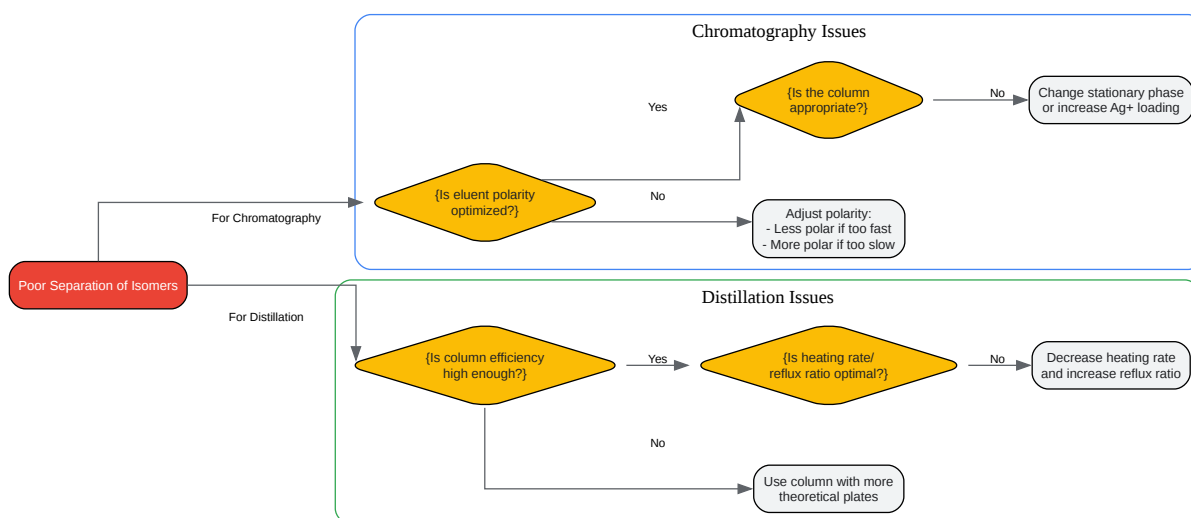 Chromatography Issues
{Is the column
appropriate?}
No
Change stationary phase
or increase Ag+ loading
Yes
{Is eluent polarity
optimized?}
No
Adjust polarity:
- Less polar if too fast
- More polar if too slow
For Chromatography
Poor Separation of Isomers
For Distillation
Distillation Issues
{Is column efficiency
high enough?}
Yes
{Is heating rate/
reflux ratio optimal?}
No
Decrease heating rate
and increase reflux ratio
No
Use column with more
theoretical plates